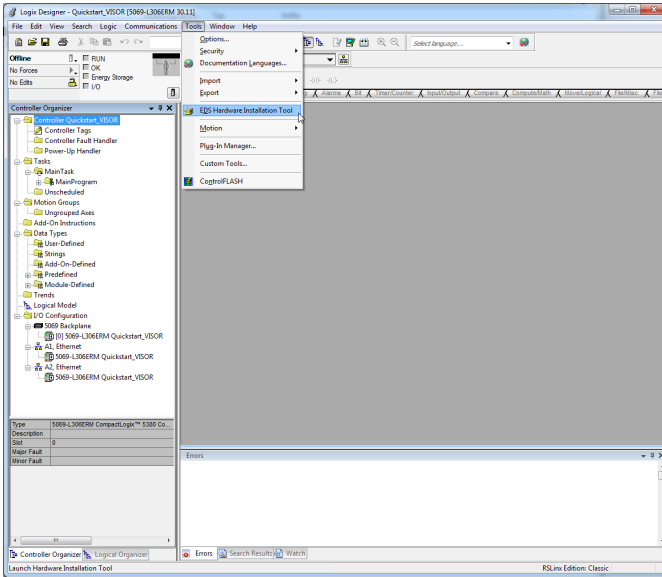 Logix Designer - Quickstart_VISOR [5069-L306ERM 30.11]
File Edit View Search Logic Communications Tools Window Help
Select language...
Offline
RUN
No Forces
OK
Energy Storage
No Edits
I/O
Options...
Security
Documentation Languages...
Import
Export
EDS Hardware Installation Tool
Motion
Plug-In Manager...
Custom Tools...
ControlFLASH
Alarms Bit Timer/Counter Input/Output Compare Compute/Math Move/Logical File/Misc.
Controller Organizer
Controller Quickstart_VISOR
Controller Tags
Controller Fault Handler
Power-Up Handler
Tasks
MainTask
MainProgram
Unscheduled
Motion Groups
Ungrouped Axes
Add-On Instructions
Data Types
User-Defined
Strings
Add-On-Defined
Predefined
Module-Defined
Trends
Logical Model
I/O Configuration
5069 Backplane
[0] 5069-L306ERM Quickstart_VISOR
A1, Ethernet
5069-L306ERM Quickstart_VISOR
A2, Ethernet
5069-L306ERM Quickstart_VISOR
Type 5069-L306ERM CompactLogix™ 5380 Co...
Description
Slot 0
Major Fault
Minor Fault
Errors
Controller Organizer Logical Organizer
Errors Search Results Watch
Launch Hardware Installation Tool
RSLinx Edition: Classic